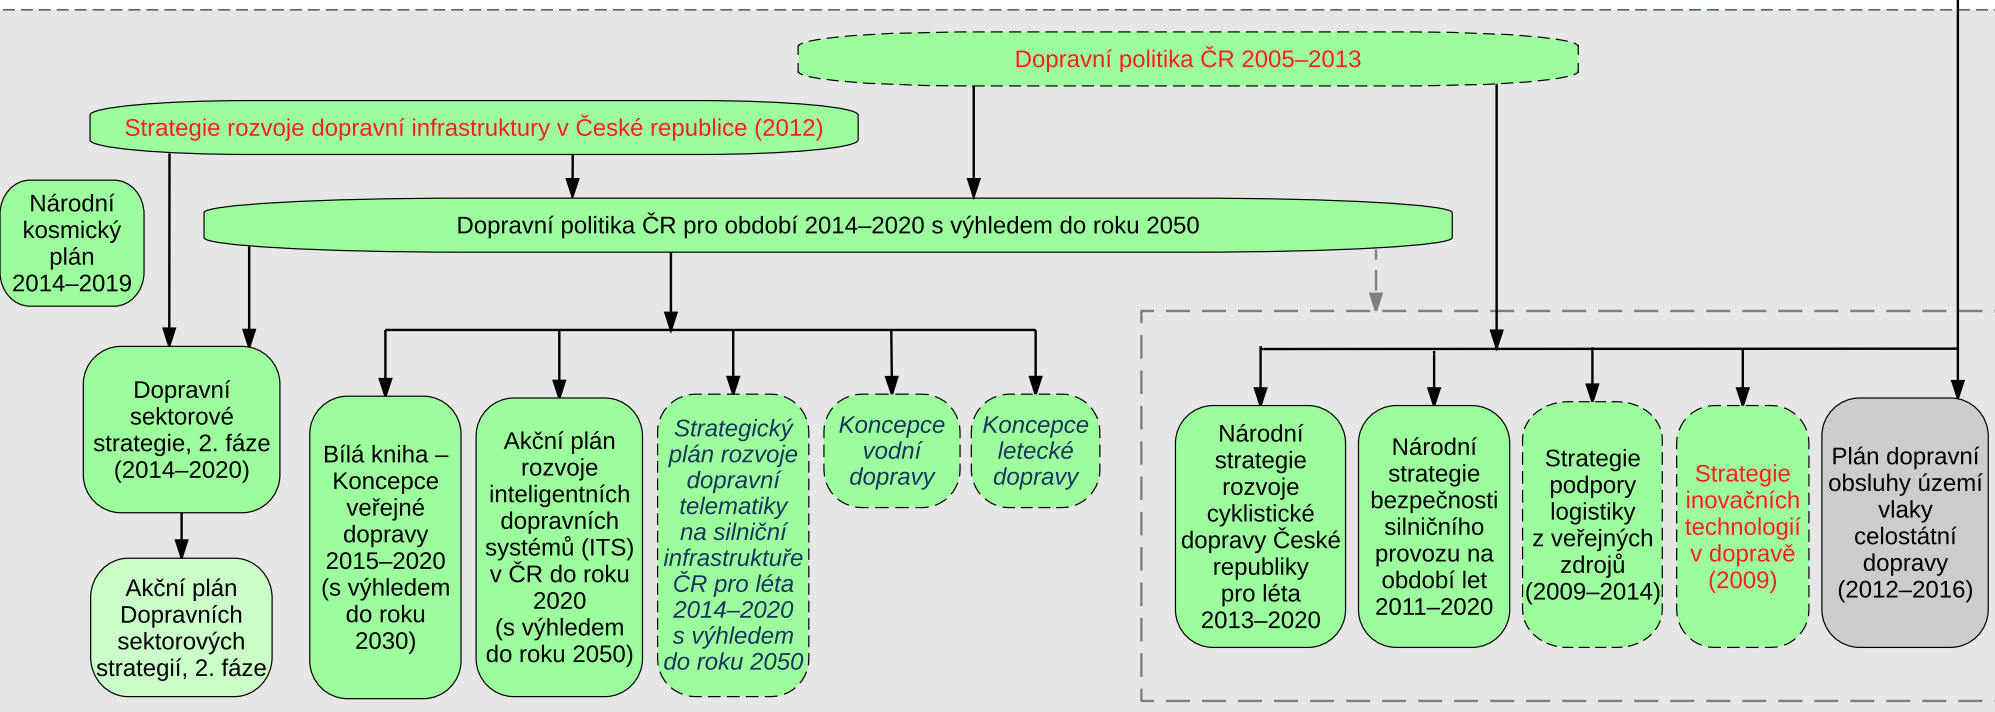 Dopravní politika ČR 2005–2013
Strategie rozvoje dopravní infrastruktury v České republice (2012)
Národní
kosmický
plán
2014–2019
Dopravní politika ČR pro období 2014–2020 s výhledem do roku 2050
Dopravní
sektorové
strategie, 2. fáze
(2014–2020)
Akční plán
Dopravních
sektorových
strategií, 2. fáze
Bílá kniha –
Koncepce
veřejné
dopravy
2015–2020
(s výhledem
do roku
2030)
Akční plán
rozvoje
inteligentních
dopravních
systémů (ITS)
v ČR do roku
2020
(s výhledem
do roku 2050)
Strategický
plán rozvoje
dopravní
telematiky
na silniční
infrastruktuře
ČR pro léta
2014–2020
s výhledem
do roku 2050
Koncepce
vodní
dopravy
Koncepce
letecké
dopravy
Národní
strategie
rozvoje
cyklistické
dopravy České
republiky
pro léta
2013–2020
Národní
strategie
bezpečnosti
silničního
provozu na
období let
2011–2020
Strategie
podpory
logistiky
z veřejných
zdrojů
(2009–2014)
Strategie
inovačních
technologií
v dopravě
(2009)
Plán dopravní
obsluhy území
vlaky
celostátní
dopravy
(2012–2016)